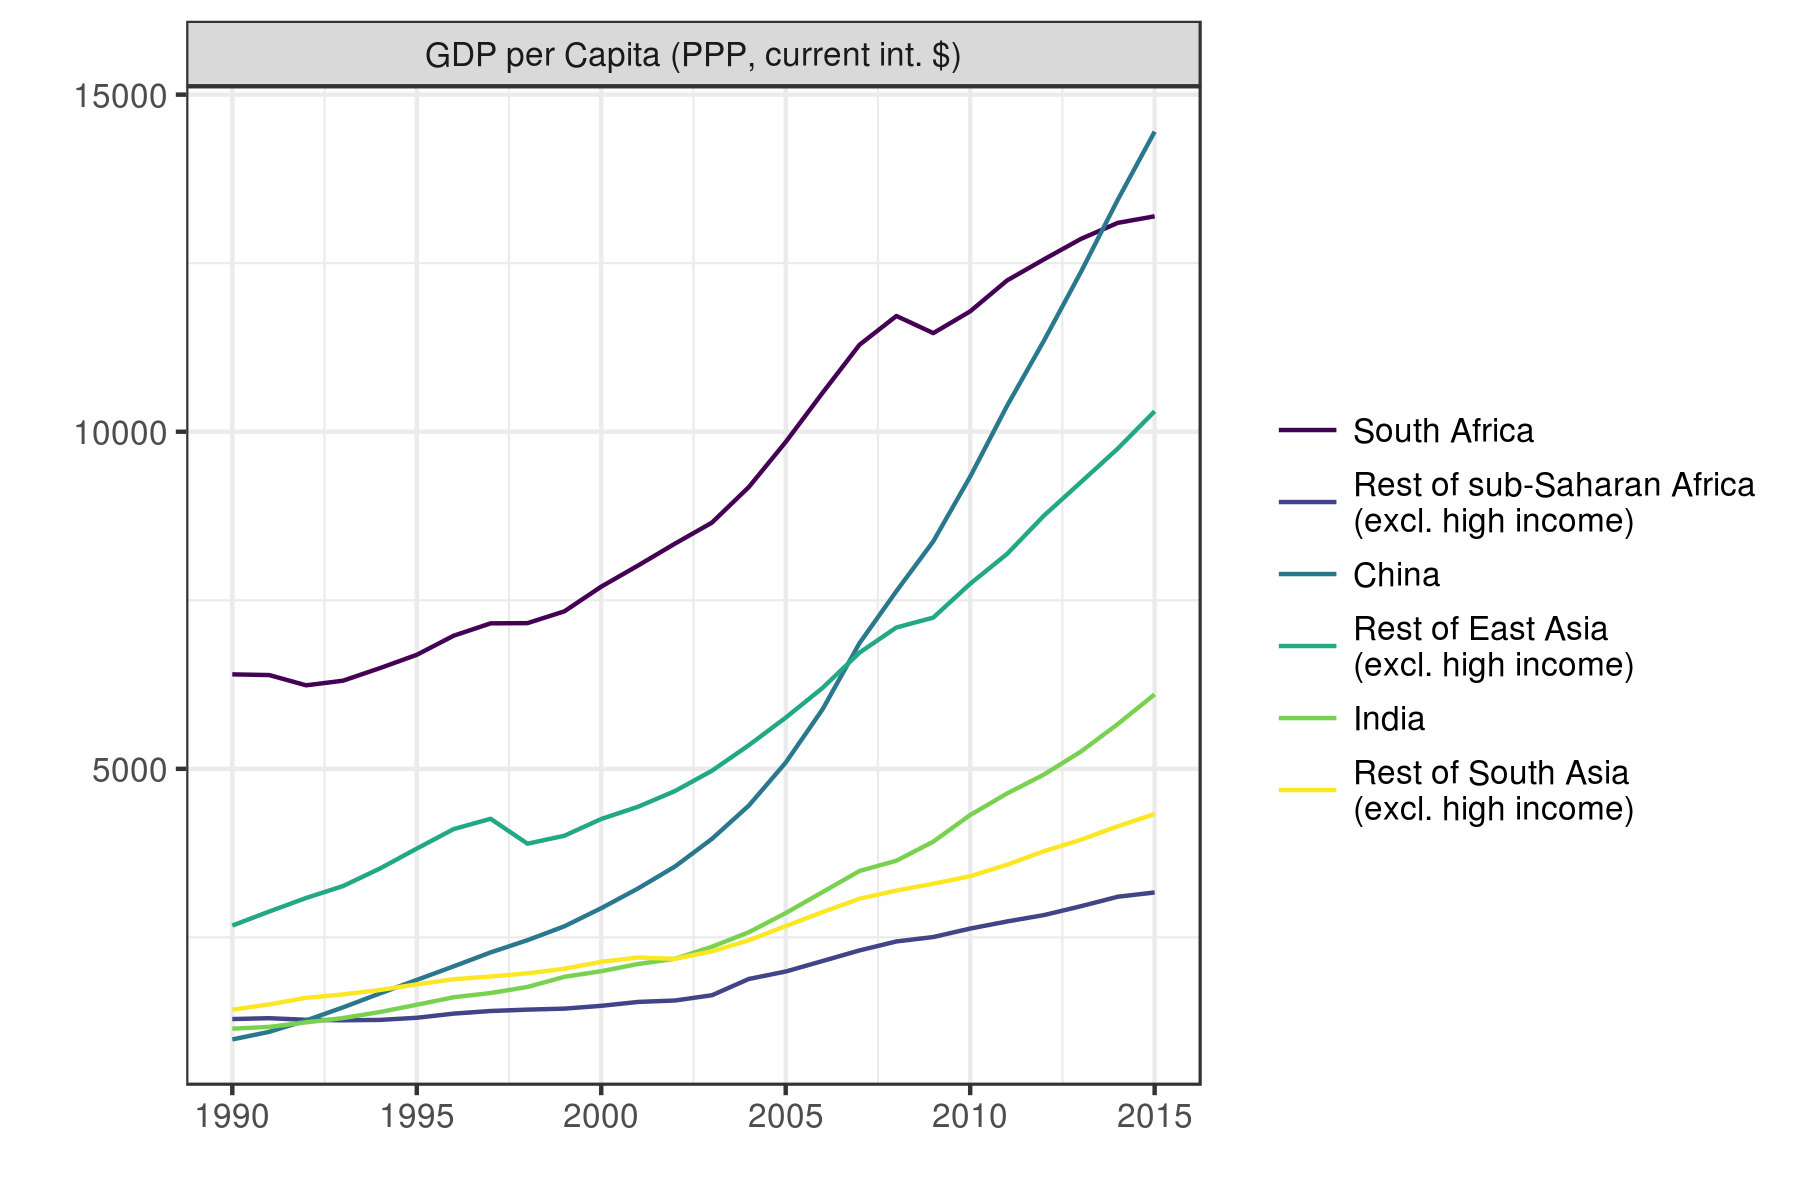 GDP per Capita (PPP, current int. $)
15000
10000
5000
1990
1995
2000
2005
2010
2015
South Africa
Rest of sub-Saharan Africa
(excl. high income)
China
Rest of East Asia
(excl. high income)
India
Rest of South Asia
(excl. high income)